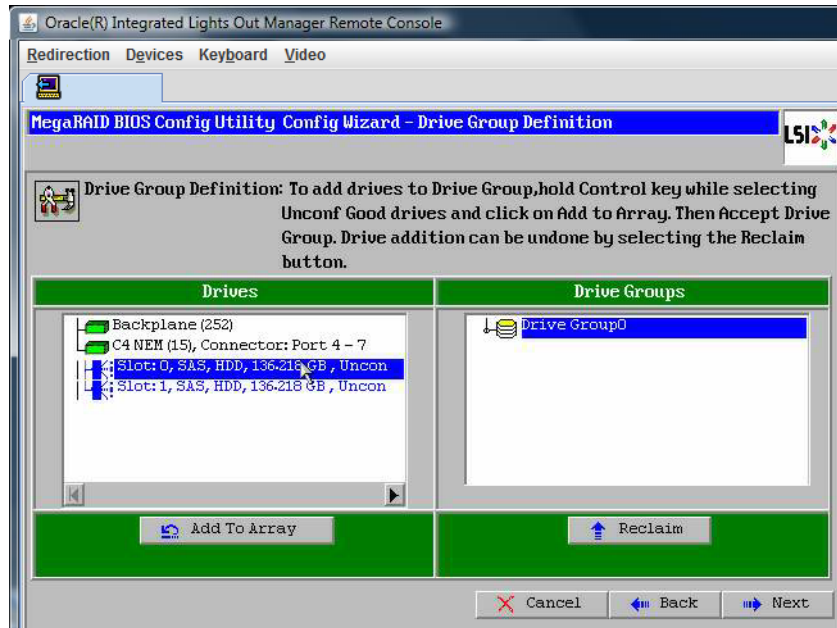 Oracle(R) Integrated Lights Out Manager Remote Console
Redirection Devices Keyboard Video
MegaRAID BIOS Config Utility Config Wizard - Drive Group Definition
LSI
Drive Group Definition: To add drives to Drive Group,hold Control key while selecting
Unconf Good drives and click on Add to Array. Then Accept Drive
Group. Drive addition can be undone by selecting the Reclaim
button.
Drives
Drive Groups
Backplane (252)
C4 NEM (15), Connector: Port 4 - 7
Slot: 0, SAS, HDD, 136.218 GB , Uncon
Slot: 1, SAS, HDD, 136.218 GB , Uncon
Drive Group0
Add To Array
Reclaim
Cancel
Back
Next